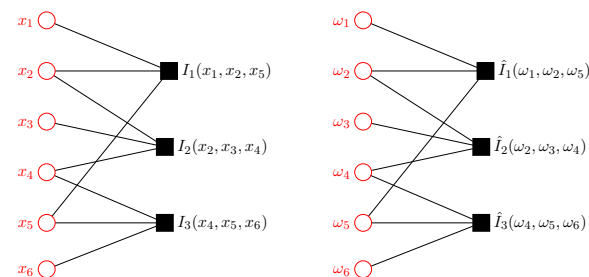 x₁ ω₁
x₂ I₁(x₁, x₂, x₅) ω₂ Î₁(ω₁, ω₂, ω₅)
x₃ ω₃
I₂(x₂, x₃, x₄) Î₂(ω₂, ω₃, ω₄)
x₄ ω₄
x₅ I₃(x₄, x₅, x₆) ω₅ Î₃(ω₄, ω₅, ω₆)
x₆ ω₆